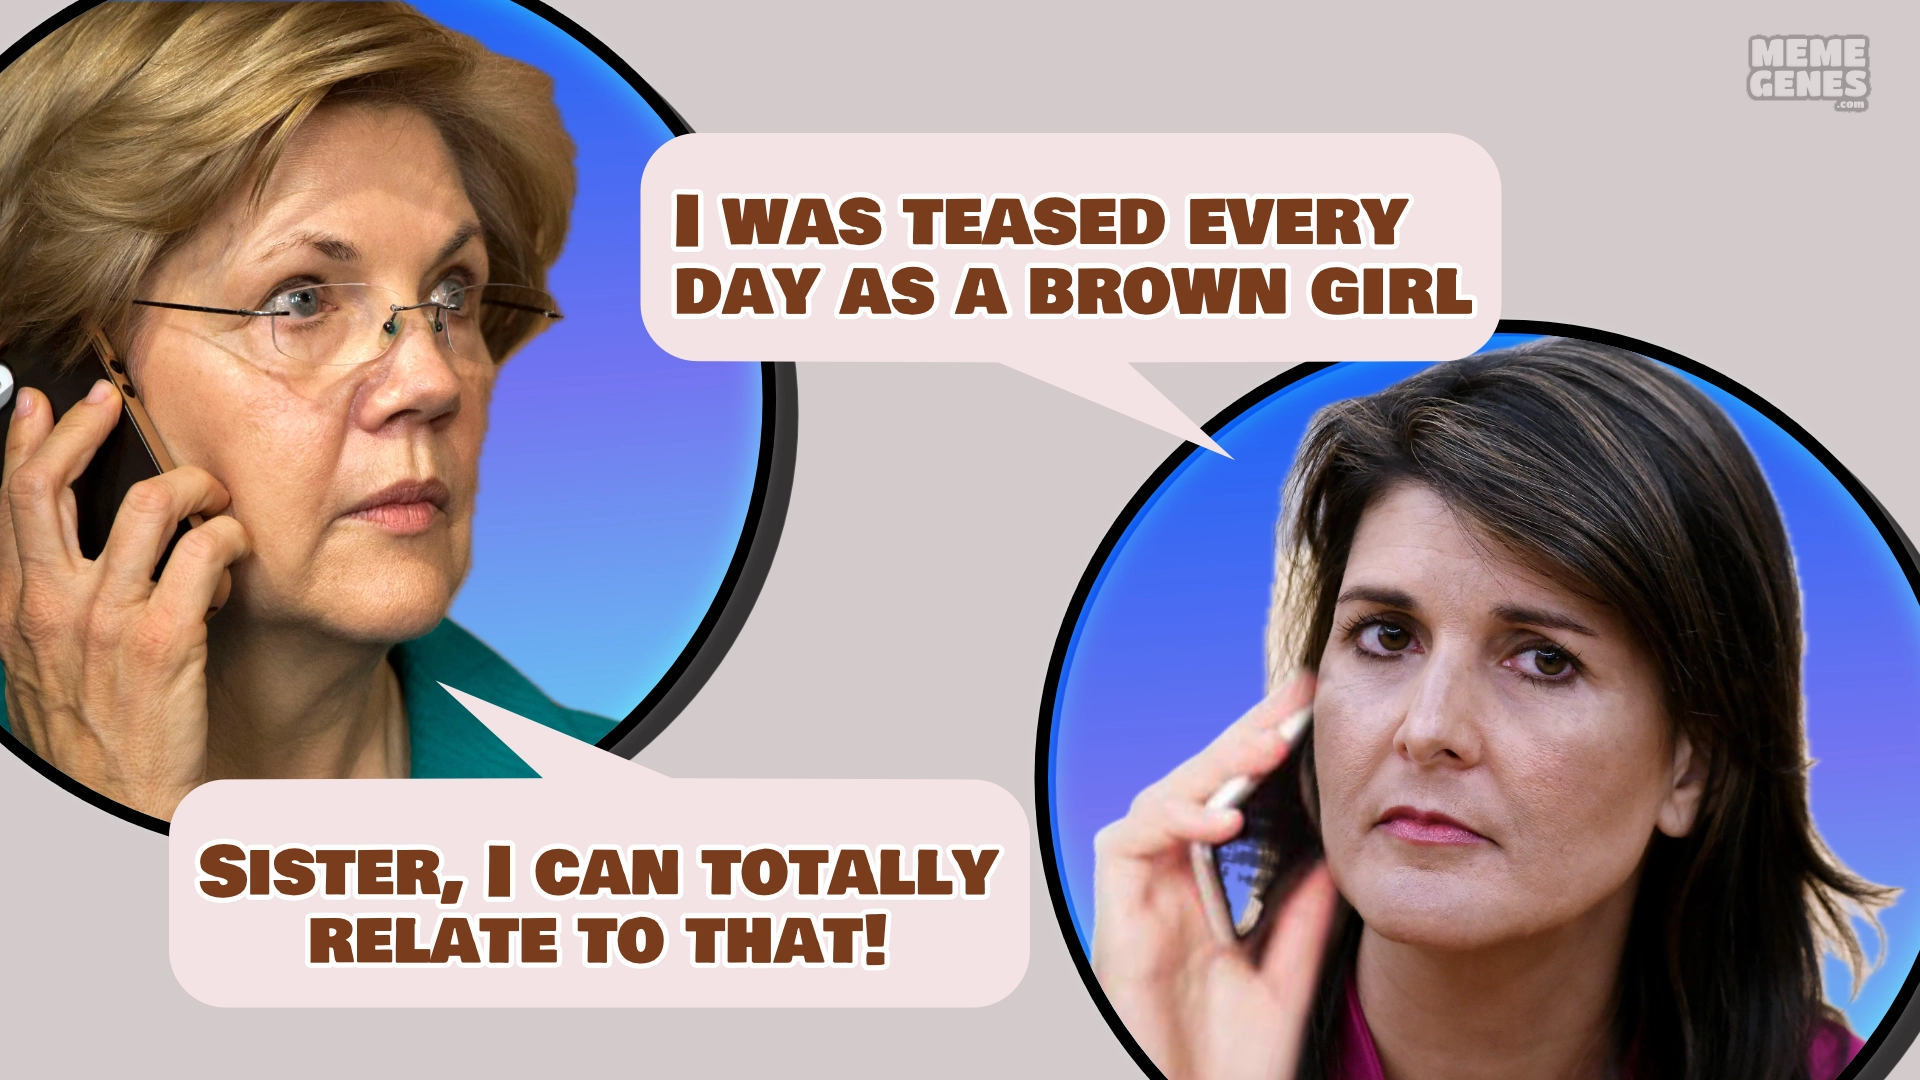 MEME
GENES
.com
I WAS TEASED EVERY
DAY AS A BROWN GIRL
SISTER, I CAN TOTALLY
RELATE TO THAT!